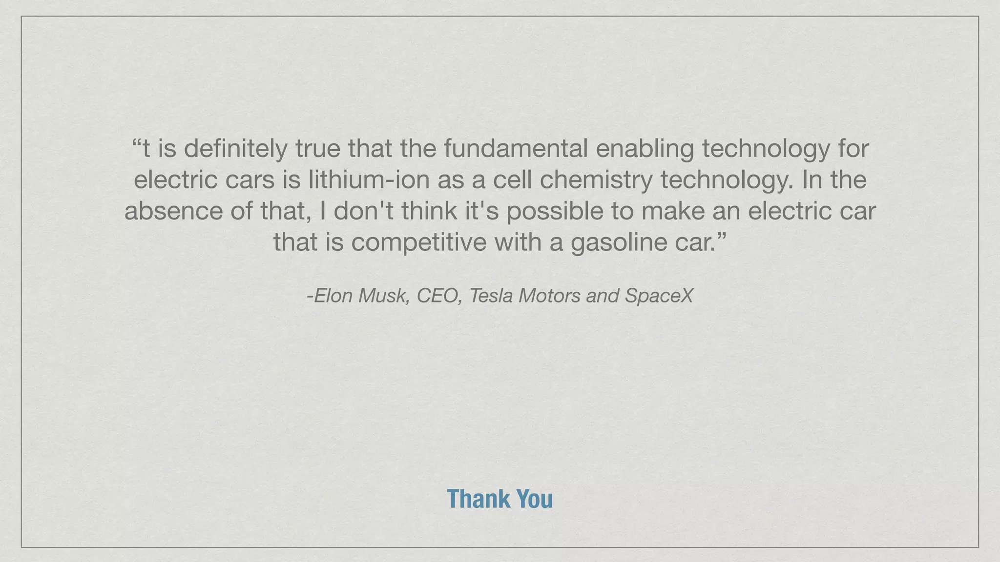 “t is definitely true that the fundamental enabling technology for
electric cars is lithium-ion as a cell chemistry technology. In the
absence of that, I don't think it's possible to make an electric car
that is competitive with a gasoline car.”
-Elon Musk, CEO, Tesla Motors and SpaceX
Thank You